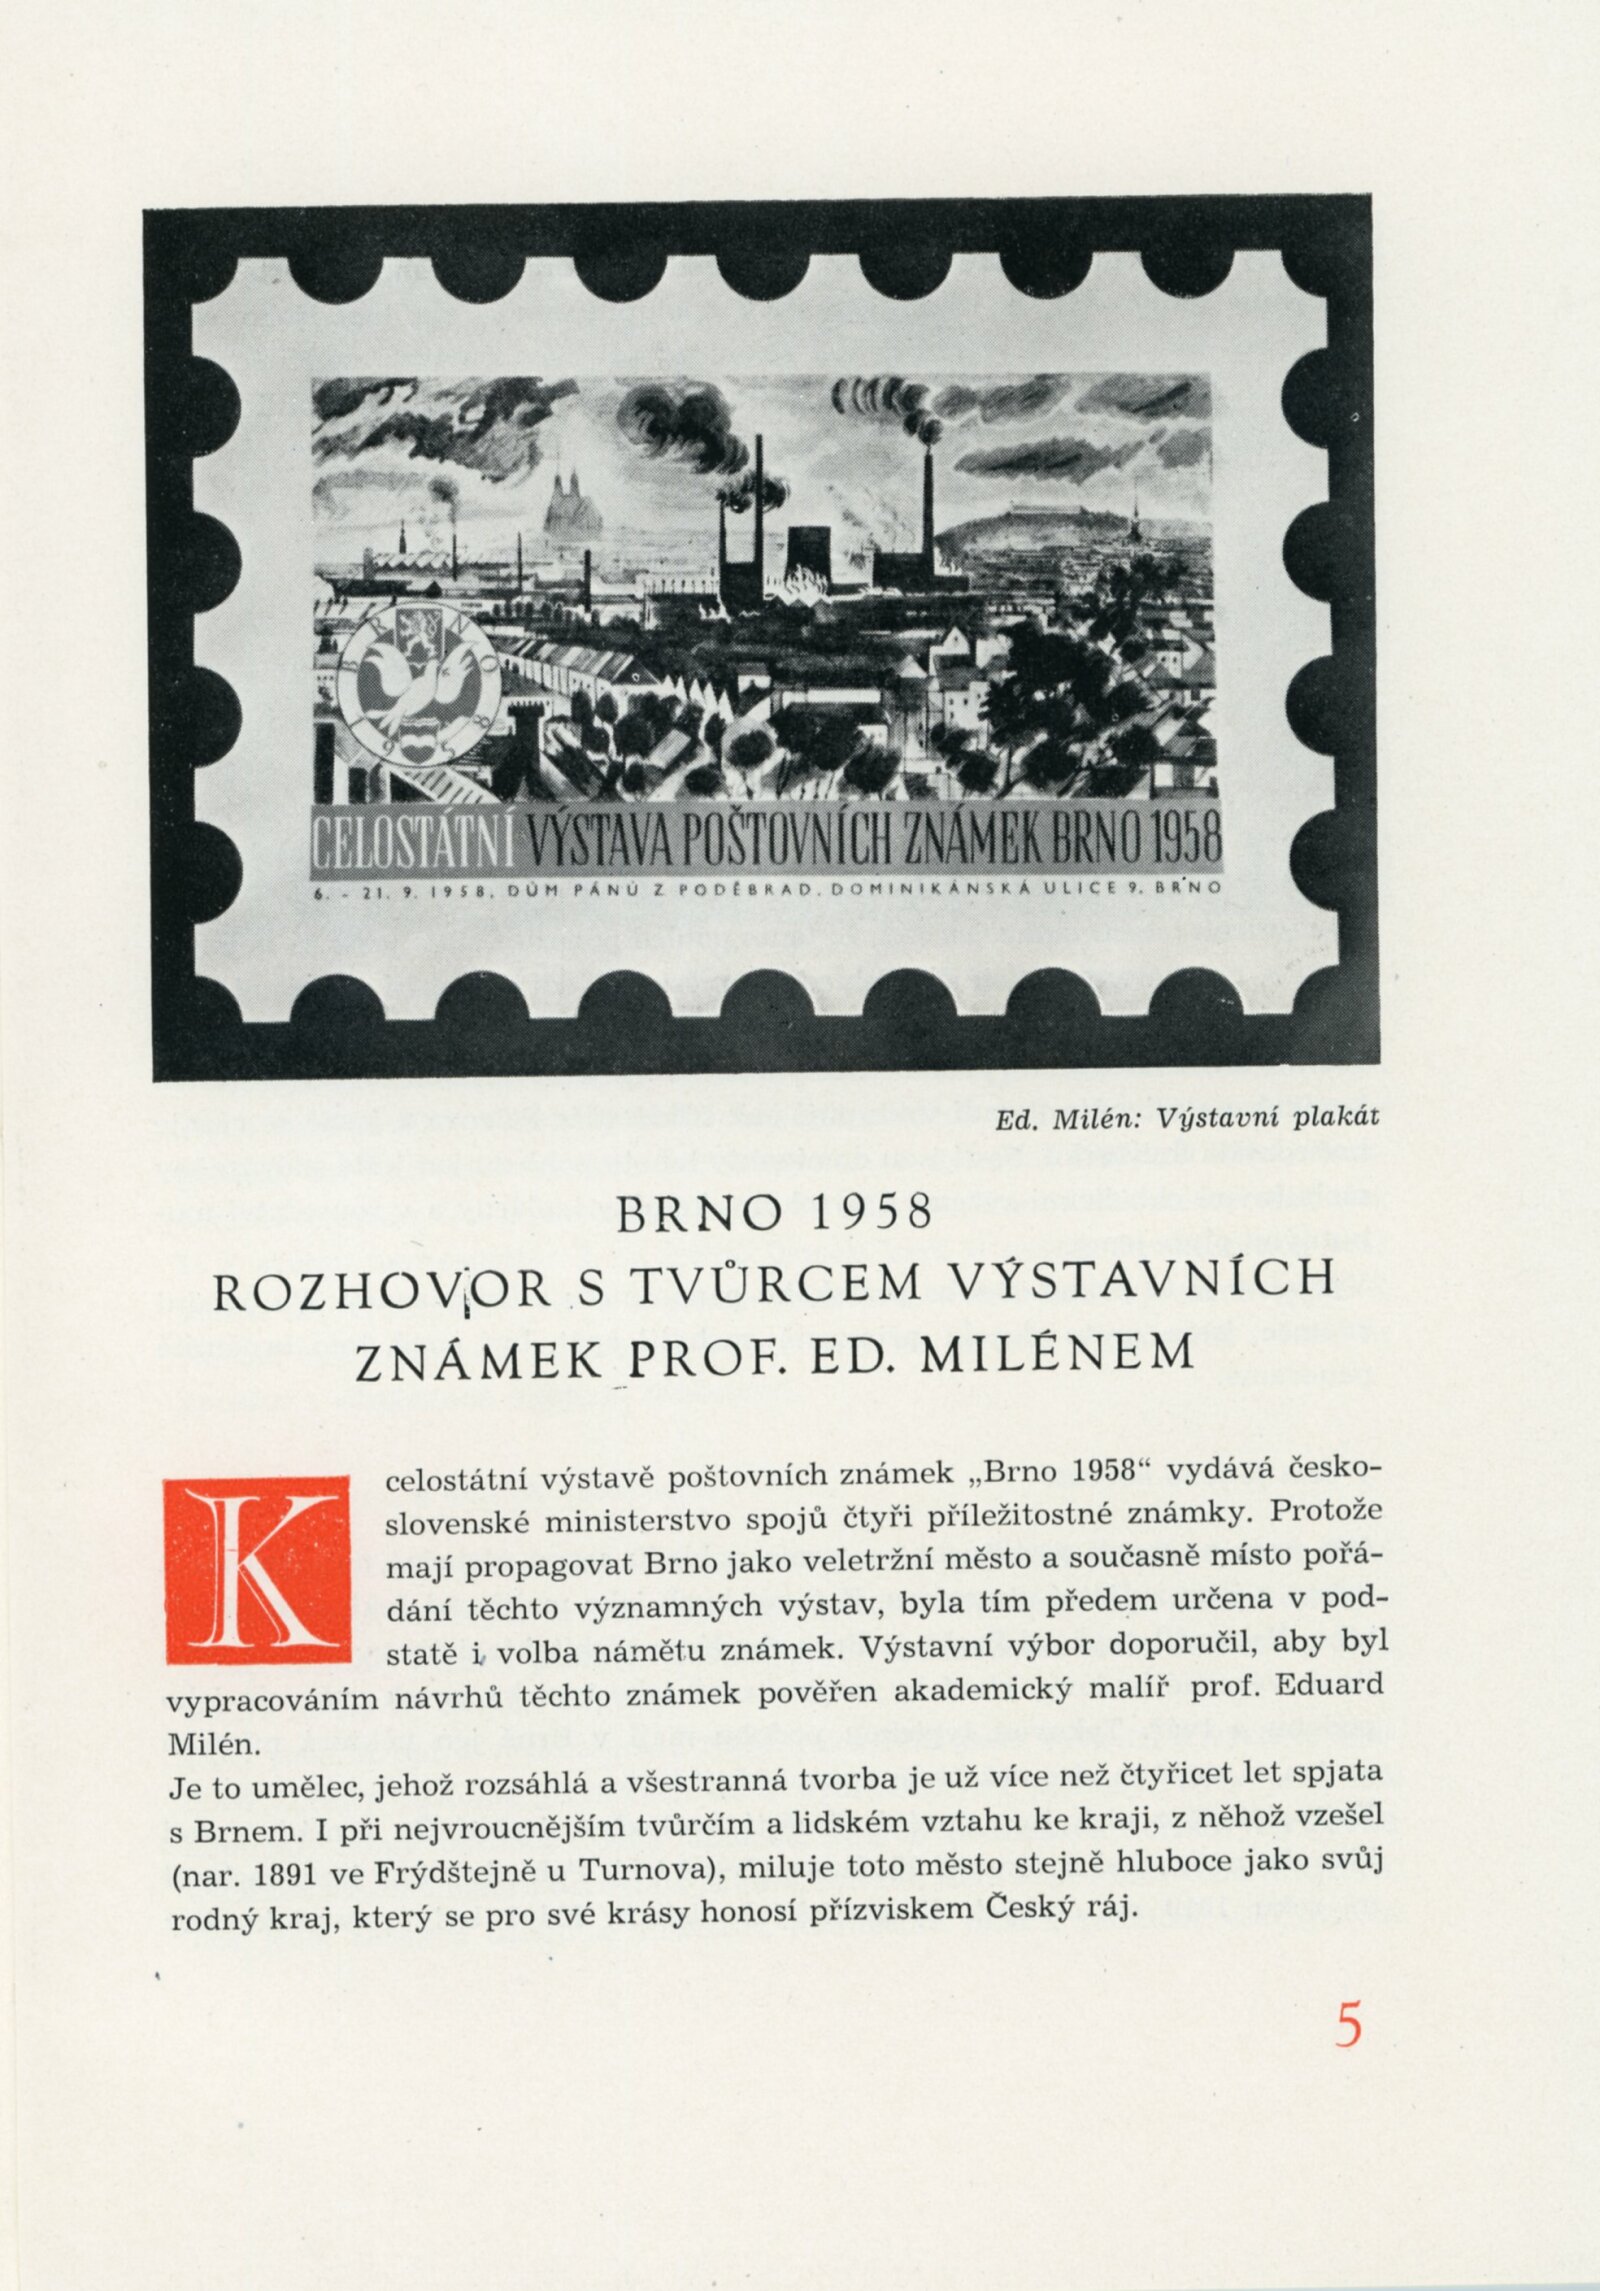 BRNO
1958
CELOSTÁTNÍ VÝSTAVA POŠTOVNÍCH ZNÁMEK BRNO 1958
6. - 21. 9. 1958. DŮM PÁNŮ Z PODĚBRAD. DOMINIKÁNSKÁ ULICE 9. BRNO
Ed. Milén: Výstavní plakát
BRNO 1958
ROZHOVOR S TVŮRCEM VÝSTAVNÍCH
ZNÁMEK PROF. ED. MILÉNEM
K celostátní výstavě poštovních známek „Brno 1958“ vydává česko-
slovenské ministerstvo spojů čtyři příležitostné známky. Protože
mají propagovat Brno jako veletržní město a současně místo pořá-
dání těchto významných výstav, byla tím předem určena v pod-
statě i volba námětu známek. Výstavní výbor doporučil, aby byl
vypracováním návrhů těchto známek pověřen akademický malíř prof. Eduard
Milén.
Je to umělec, jehož rozsáhlá a všestranná tvorba je už více než čtyřicet let spjata
s Brnem. I při nejvroucnějším tvůrčím a lidském vztahu ke kraji, z něhož vzešel
(nar. 1891 ve Frýdštejně u Turnova), miluje toto město stejně hluboce jako svůj
rodný kraj, který se pro své krásy honosí přízviskem Český ráj.
5